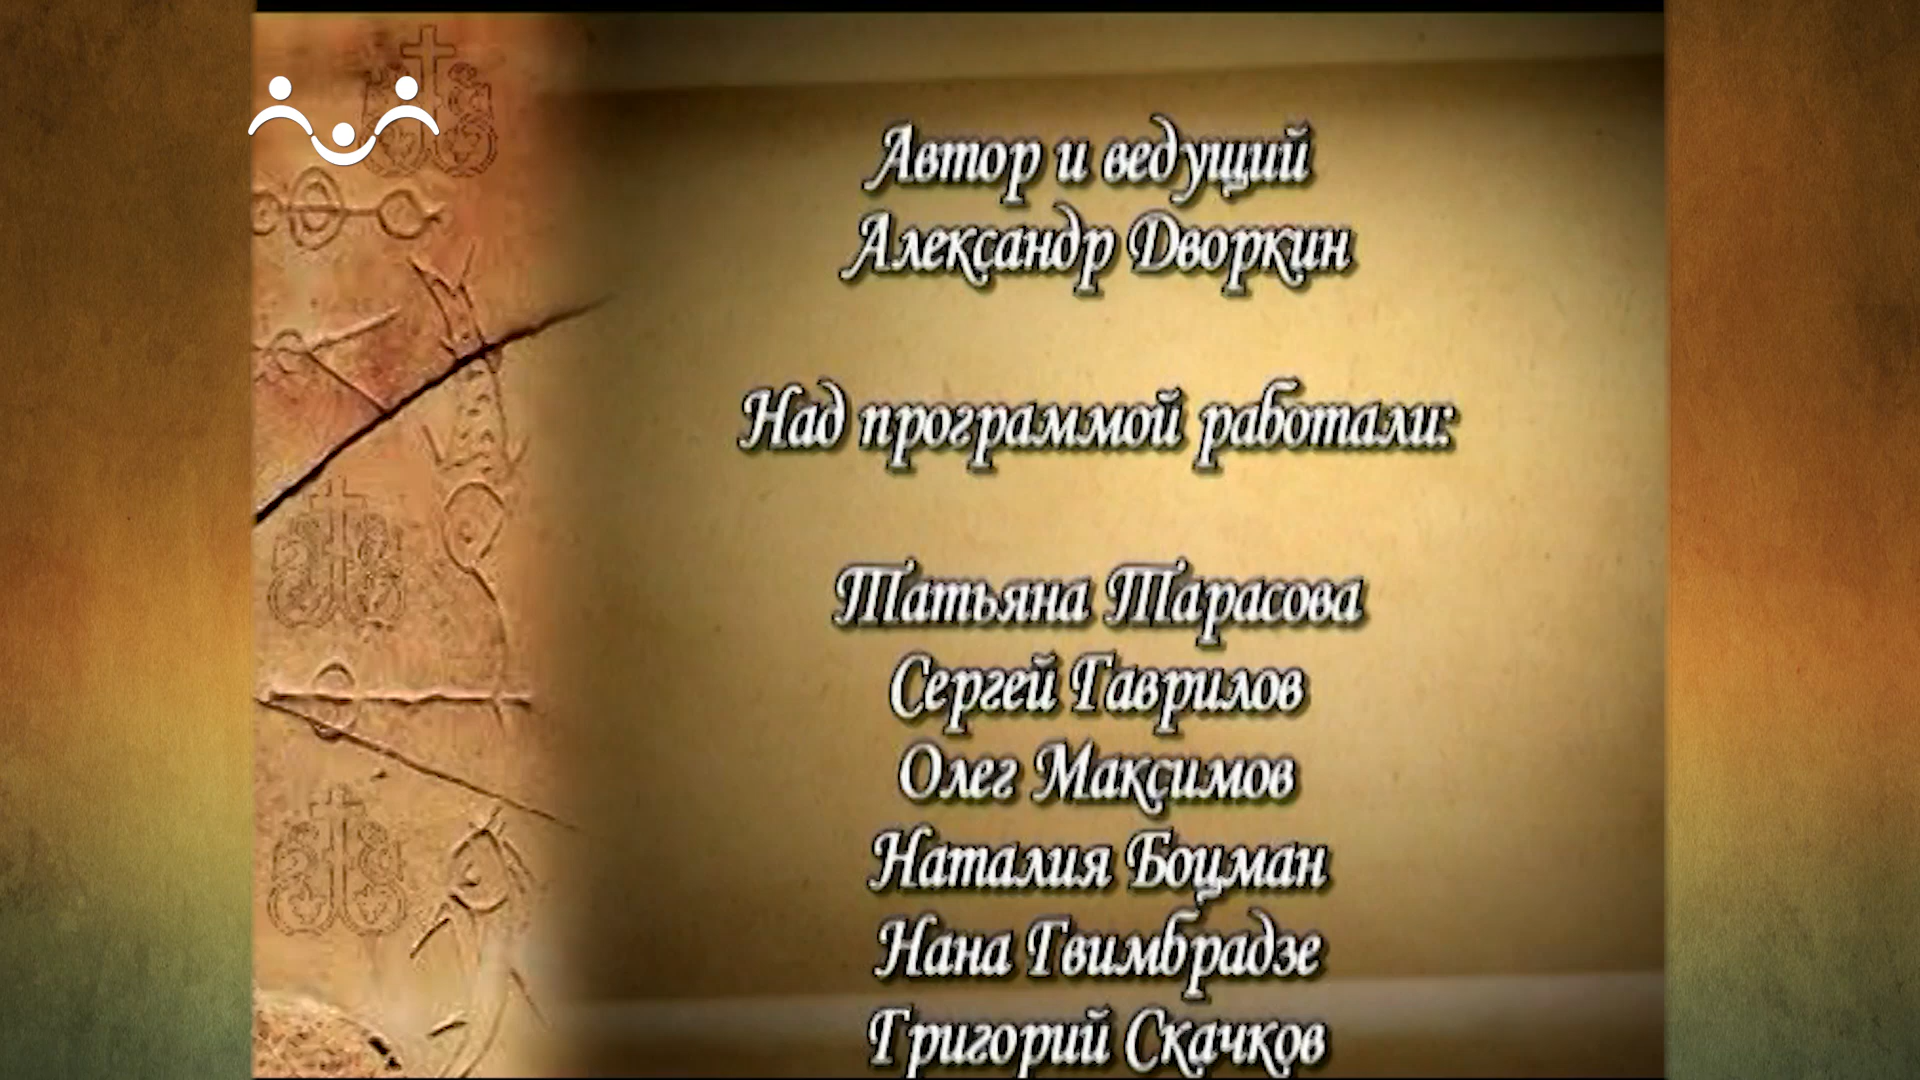 Автор и ведущий
Александр Дворкин
Над программой работали:
Татьяна Тарасова
Сергей Гаврилов
Олег Максимов
Наталия Боцман
Нана Гвимбрадзе
Григорий Скачков